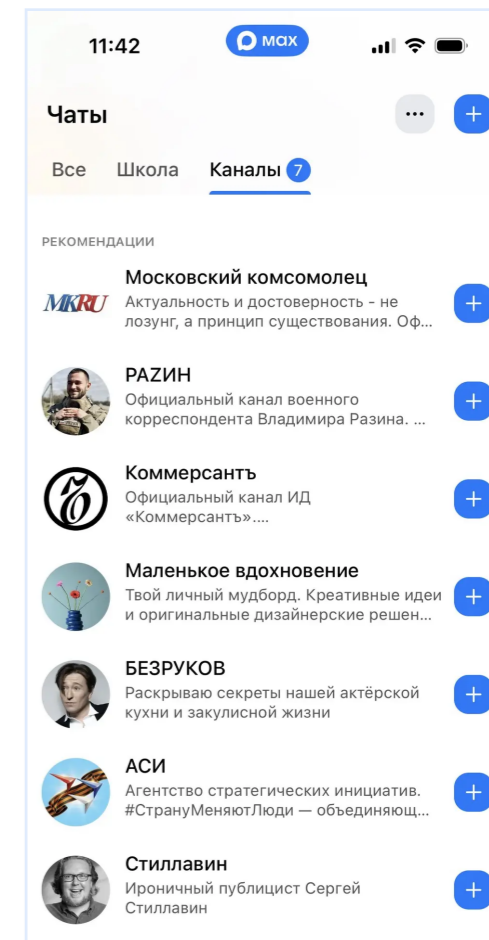 11:42
max
Чаты
Все Школа Каналы 7
РЕКОМЕНДАЦИИ
MKRU
Московский комсомолец
Актуальность и достоверность - не
лозунг, а принцип существования. Оф...
РАZИН
Официальный канал военного
корреспондента Владимира Разина. ...
Коммерсантъ
Официальный канал ИД
«Коммерсантъ»....
Маленькое вдохновение
Твой личный мудборд. Креативные идеи
и оригинальные дизайнерские решен...
БЕЗРУКОВ
Раскрываю секреты нашей актёрской
кухни и закулисной жизни
АСИ
Агентство стратегических инициатив.
#СтрануМеняютЛюди — объединяющ...
Стиллавин
Ироничный публицист Сергей
Стиллавин